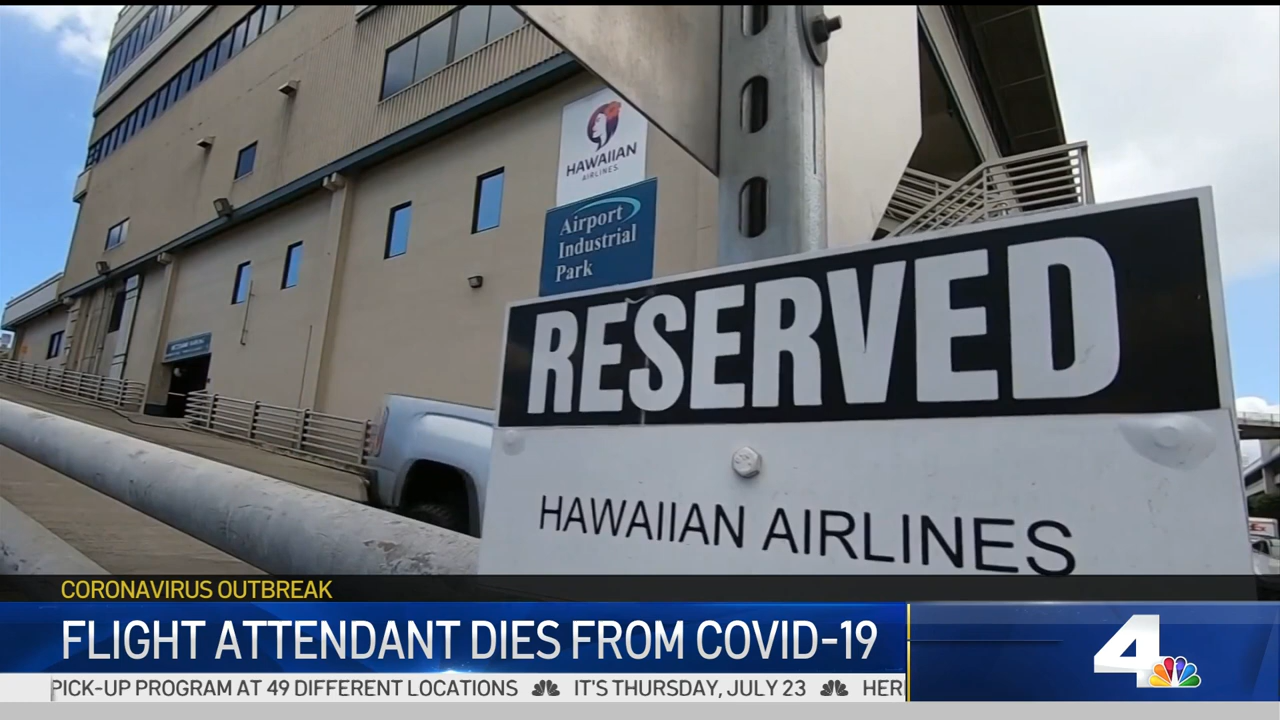 HAWAIIAN
AIRLINES
Airport
Industrial
Park
RESERVED
HAWAIIAN AIRLINES
CORONAVIRUS OUTBREAK
FLIGHT ATTENDANT DIES FROM COVID-19
4
PICK-UP PROGRAM AT 49 DIFFERENT LOCATIONS IT'S THURSDAY, JULY 23 HER